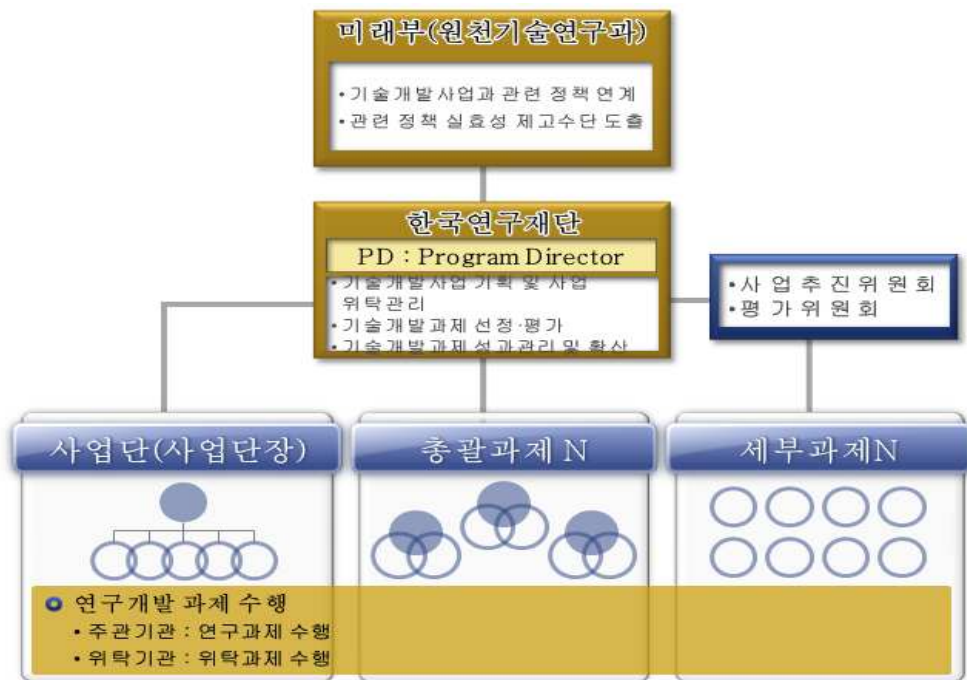 미래부(원천기술연구과)
• 기술개발사업과 관련 정책 연계
• 관련 정책 실효성 제고수단 도출
한국연구재단
PD : Program Director
• 기술개발사업 기획 및 사업
위탁관리
• 기술개발과제 선정·평가
• 기술개발과제 성과관리 및 확산
• 사업추진위원회
• 평가위원회
사업단(사업단장)
총괄과제 N
세부과제N
연구개발 과제 수행
• 주관기관 : 연구과제 수행
• 위탁기관 : 위탁과제 수행